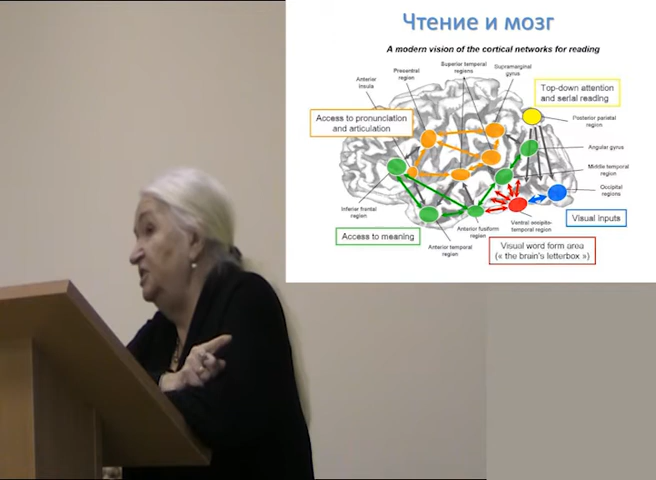 Чтение и мозг
A modern vision of the cortical networks for reading
Superior temporal
regions
Supramarginal
gyrus
Precentral
region
Anterior
insula
Top-down attention
and serial reading
Access to pronunciation
and articulation
Posterior parietal
region
Angular gyrus
Middle temporal
region
Occipital
regions
Inferior frontal
region
Visual inputs
Access to meaning
Anterior fusiform
region
Ventral occipito-
temporal region
Anterior temporal
region
Visual word form area
(« the brain's letterbox »)